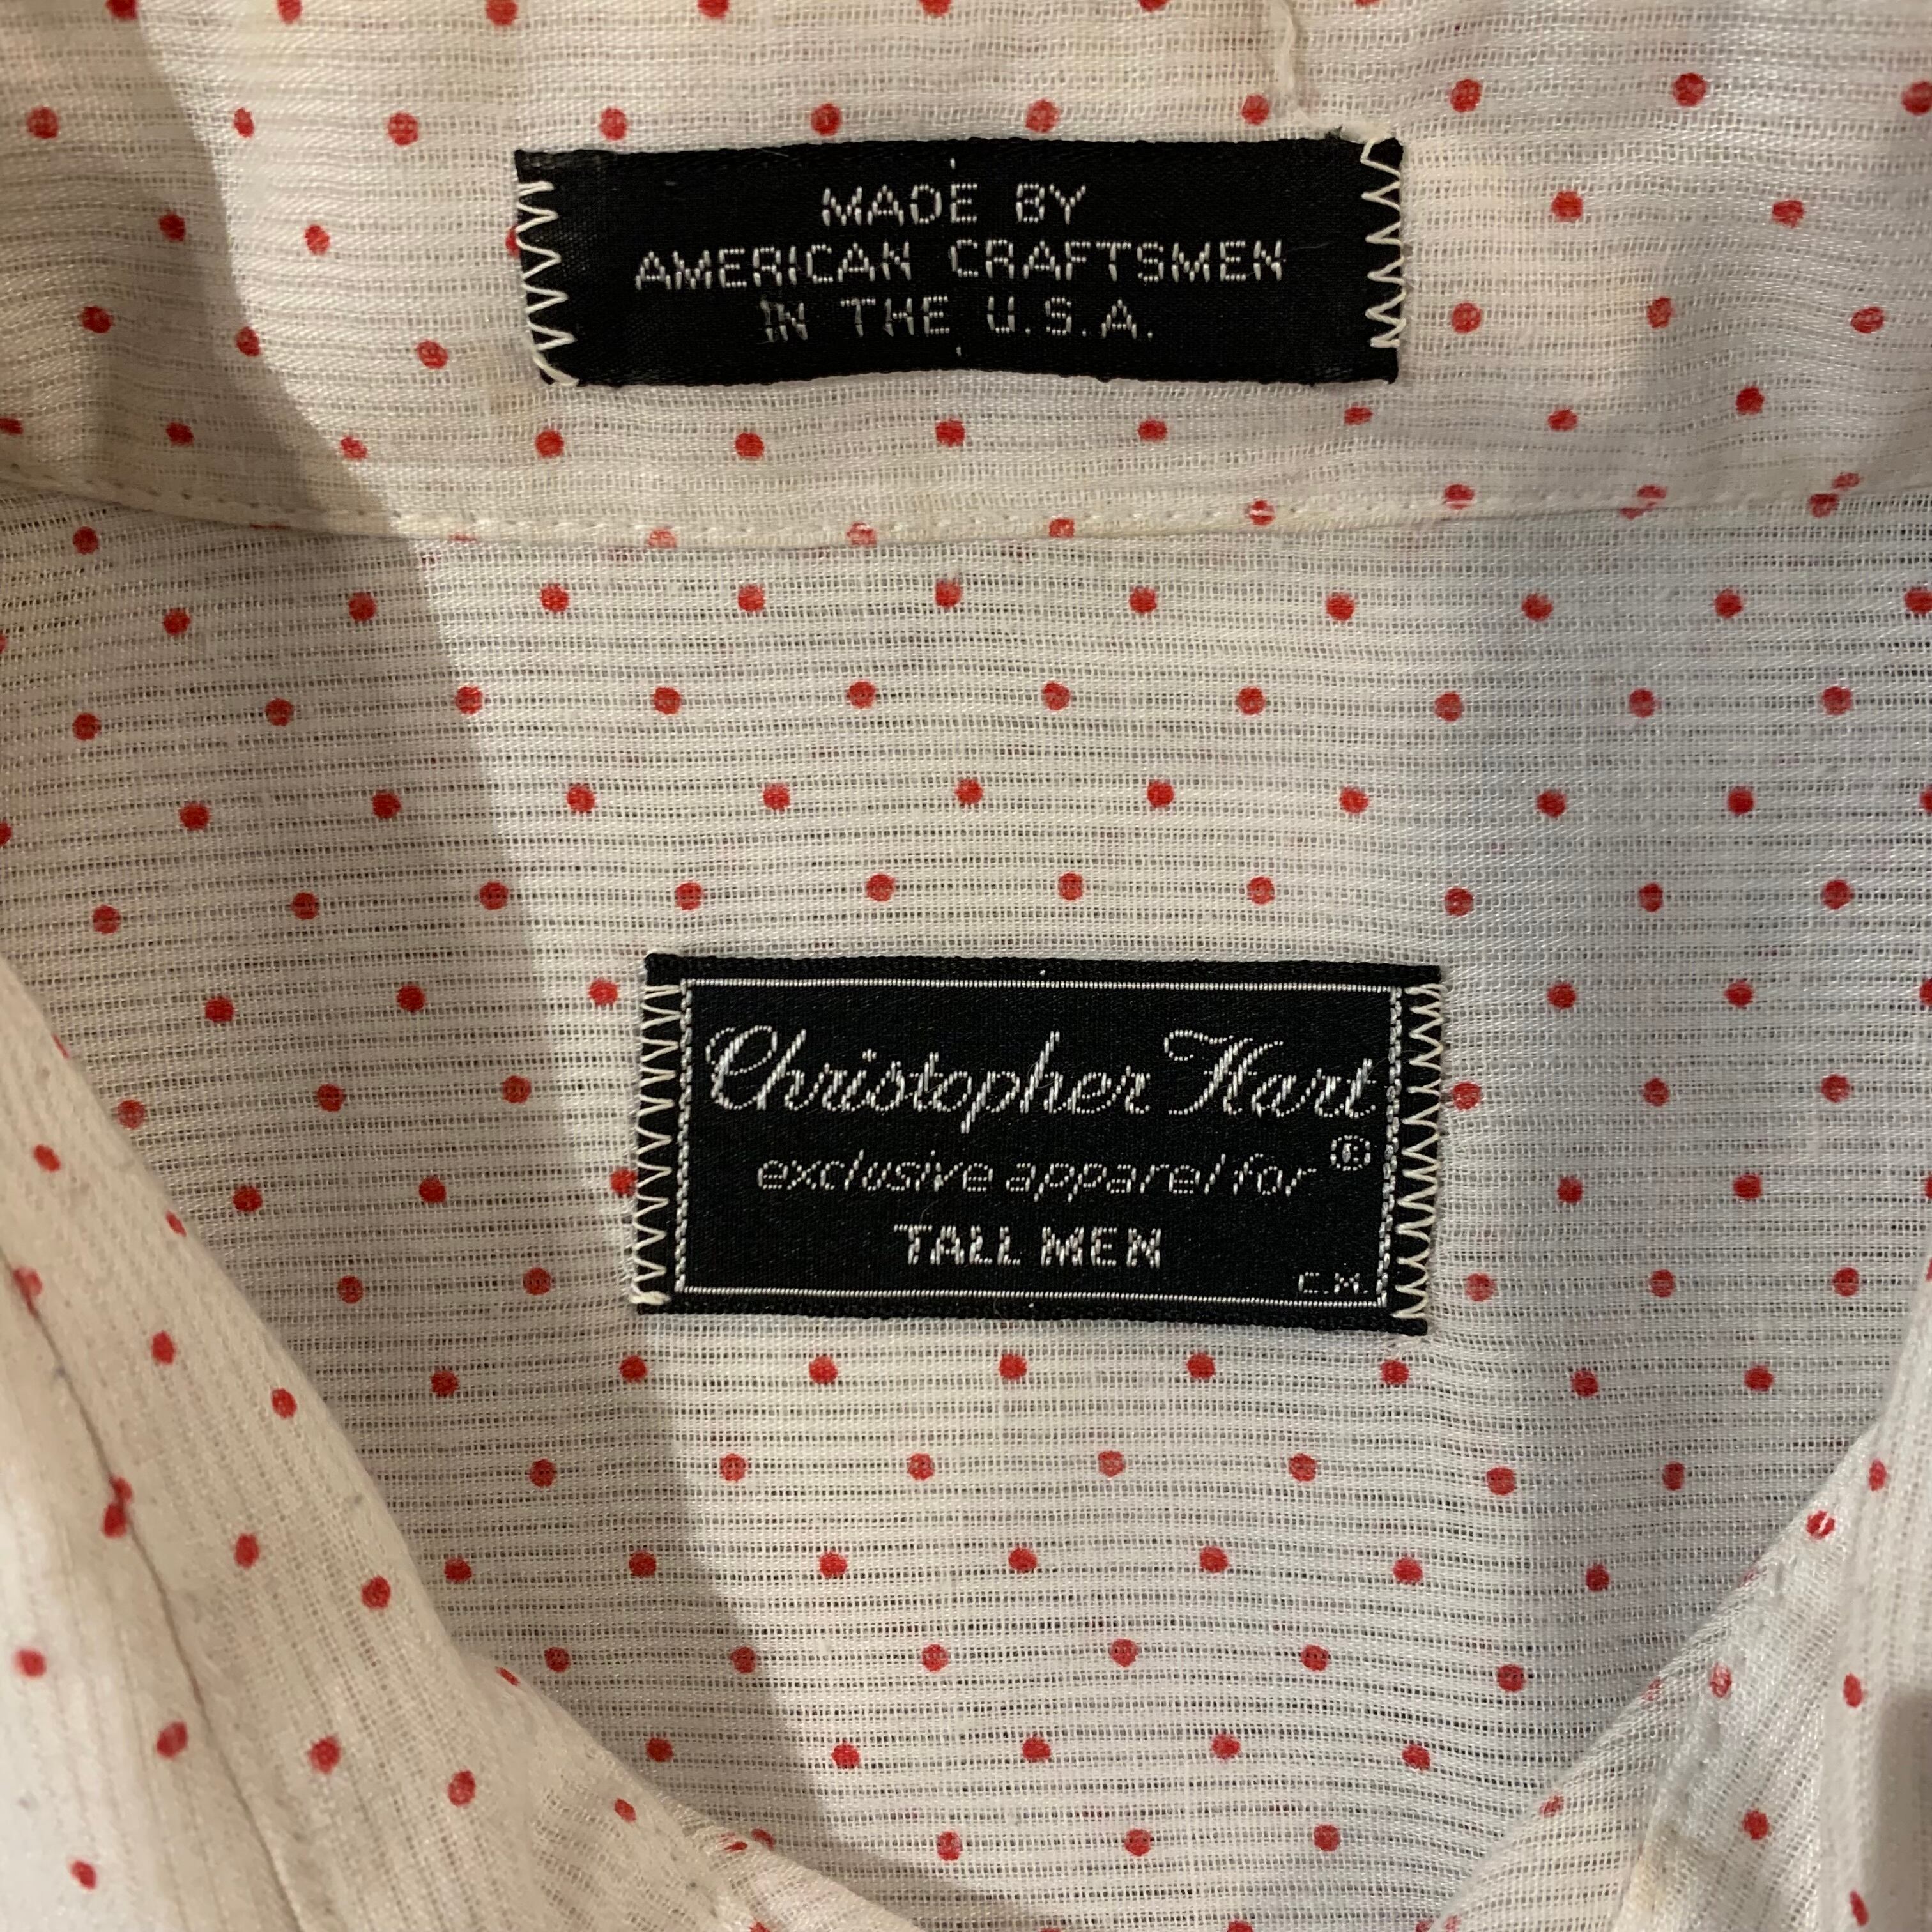 MADE BY
AMERICAN CRAFTSMEN
IN THE U.S.A.
Christopher Hart
®
exclusive apparel for
TALL MEN
C.M.